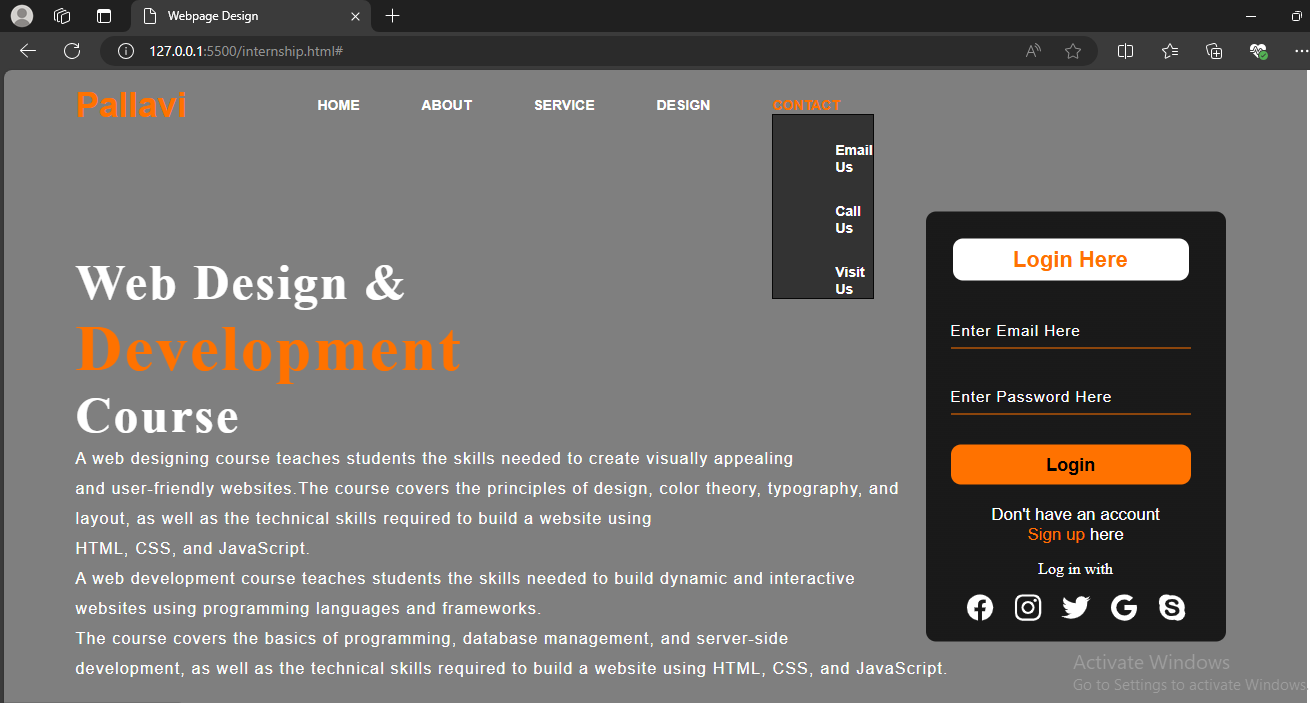 Webpage Design
127.0.0.1:5500/internship.html#
Pallavi
HOME ABOUT SERVICE DESIGN CONTACT
Email
Us
Call
Us
Visit
Us
Web Design &
Development
Course
A web designing course teaches students the skills needed to create visually appealing
and user-friendly websites.The course covers the principles of design, color theory, typography, and
layout, as well as the technical skills required to build a website using
HTML, CSS, and JavaScript.
A web development course teaches students the skills needed to build dynamic and interactive
websites using programming languages and frameworks.
The course covers the basics of programming, database management, and server-side
development, as well as the technical skills required to build a website using HTML, CSS, and JavaScript.
Login Here
Enter Email Here
Enter Password Here
Login
Don't have an account
Sign up here
Log in with
Activate Windows
Go to Settings to activate Windows